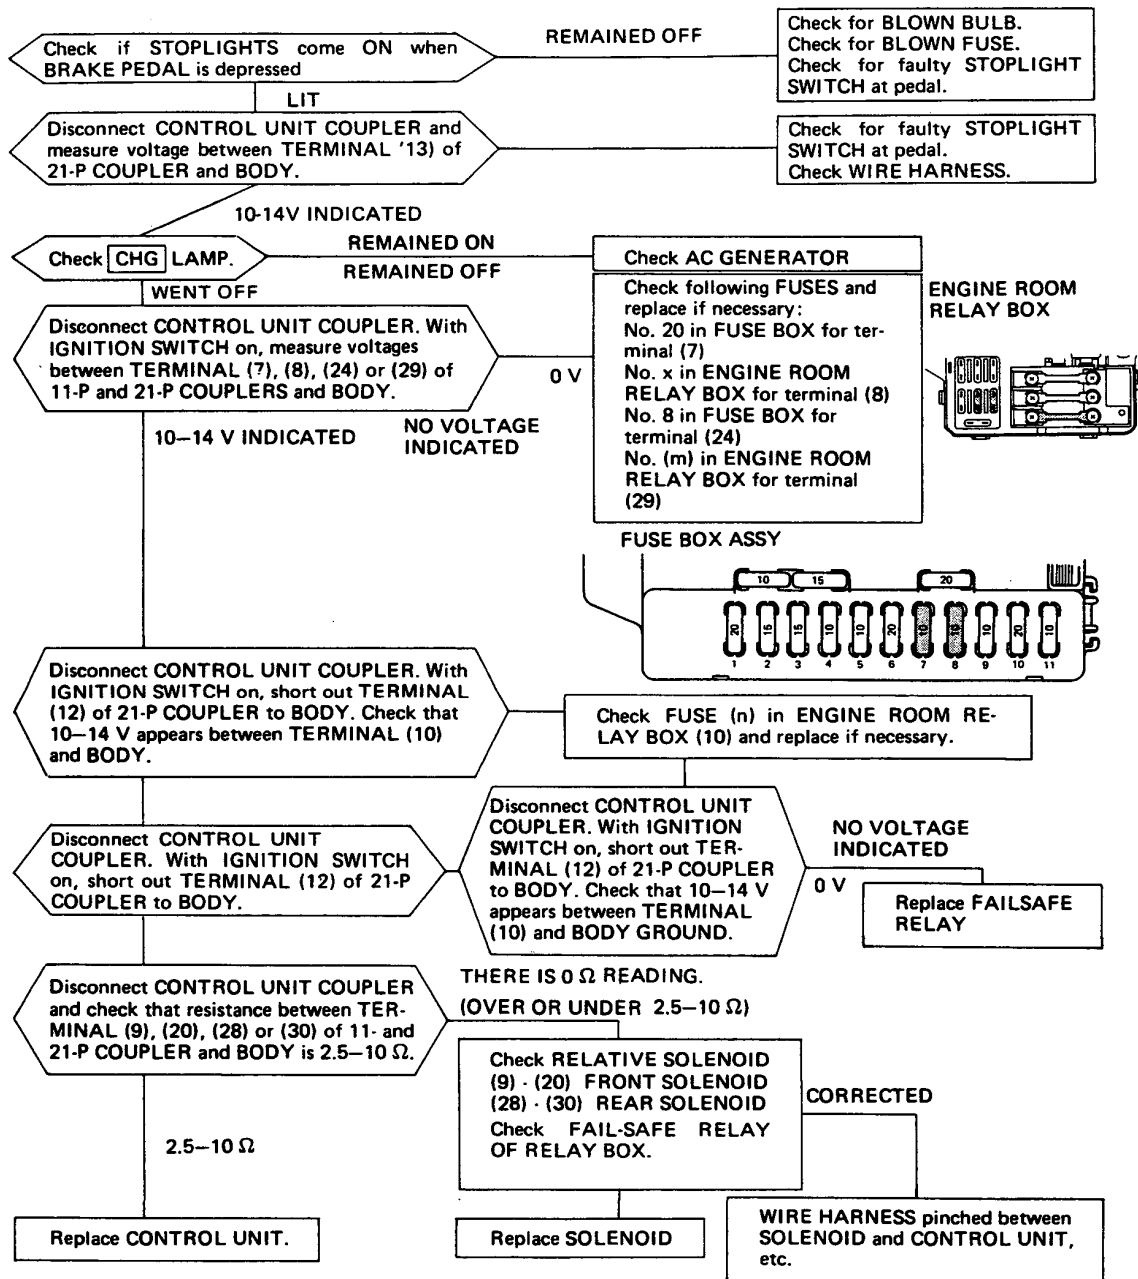 Check if STOPLIGHTS come ON when
BRAKE PEDAL is depressed
REMAINED OFF
Check for BLOWN BULB.
Check for BLOWN FUSE.
Check for faulty STOPLIGHT
SWITCH at pedal.
LIT
Disconnect CONTROL UNIT COUPLER and
measure voltage between TERMINAL '13) of
21-P COUPLER and BODY.
Check for faulty STOPLIGHT
SWITCH at pedal.
Check WIRE HARNESS.
10-14V INDICATED
Check CHG LAMP.
REMAINED ON
REMAINED OFF
Check AC GENERATOR
WENT OFF
Disconnect CONTROL UNIT COUPLER. With
IGNITION SWITCH on, measure voltages
between TERMINAL (7), (8), (24) or (29) of
11-P and 21-P COUPLERS and BODY.
0 V
Check following FUSES and
replace if necessary:
No. 20 in FUSE BOX for ter-
minal (7)
No. x in ENGINE ROOM
RELAY BOX for terminal (8)
No. 8 in FUSE BOX for
terminal (24)
No. (m) in ENGINE ROOM
RELAY BOX for terminal
(29)
ENGINE ROOM
RELAY BOX
10–14 V INDICATED
NO VOLTAGE
INDICATED
FUSE BOX ASSY
10 15 20
20 15 15 10 10 20 10 10 10 20 10
1 2 3 4 5 6 7 8 9 10 11
Disconnect CONTROL UNIT COUPLER. With
IGNITION SWITCH on, short out TERMINAL
(12) of 21-P COUPLER to BODY. Check that
10–14 V appears between TERMINAL (10)
and BODY.
Check FUSE (n) in ENGINE ROOM RE-
LAY BOX (10) and replace if necessary.
Disconnect CONTROL UNIT
COUPLER. With IGNITION SWITCH
on, short out TERMINAL (12) of 21-P
COUPLER to BODY.
Disconnect CONTROL UNIT
COUPLER. With IGNITION
SWITCH on, short out TER-
MINAL (12) of 21-P COUPLER
to BODY. Check that 10–14 V
appears between TERMINAL
(10) and BODY GROUND.
NO VOLTAGE
INDICATED
0 V
Replace FAILSAFE
RELAY
Disconnect CONTROL UNIT COUPLER
and check that resistance between TER-
MINAL (9), (20), (28) or (30) of 11- and
21-P COUPLER and BODY is 2.5–10 Ω.
THERE IS 0 Ω READING.
(OVER OR UNDER 2.5–10 Ω)
Check RELATIVE SOLENOID
(9) · (20) FRONT SOLENOID
(28) · (30) REAR SOLENOID
Check FAIL-SAFE RELAY
OF RELAY BOX.
CORRECTED
2.5–10 Ω
Replace CONTROL UNIT.
Replace SOLENOID
WIRE HARNESS pinched between
SOLENOID and CONTROL UNIT,
etc.